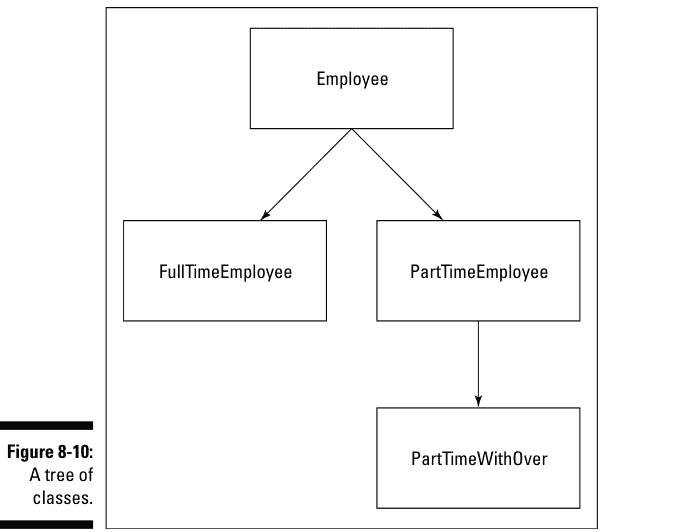 Employee
FullTimeEmployee
PartTimeEmployee
PartTimeWithOver
Figure 8-10:
A tree of
classes.